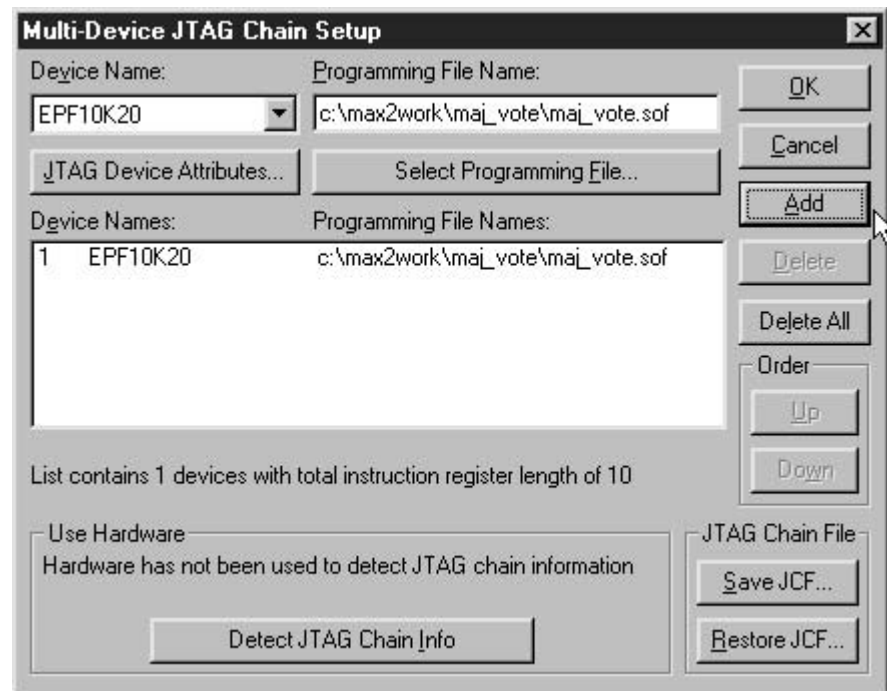 Multi-Device JTAG Chain Setup
Device Name:
Programming File Name:
EPF10K20
c:\max2work\maj_vote\maj_vote.sof
OK
Cancel
JTAG Device Attributes...
Select Programming File...
Add
Device Names:
Programming File Names:
1 EPF10K20 c:\max2work\maj_vote\maj_vote.sof
Delete
Delete All
Order
Up
Down
List contains 1 devices with total instruction register length of 10
Use Hardware
Hardware has not been used to detect JTAG chain information
Detect JTAG Chain Info
JTAG Chain File
Save JCF...
Restore JCF...